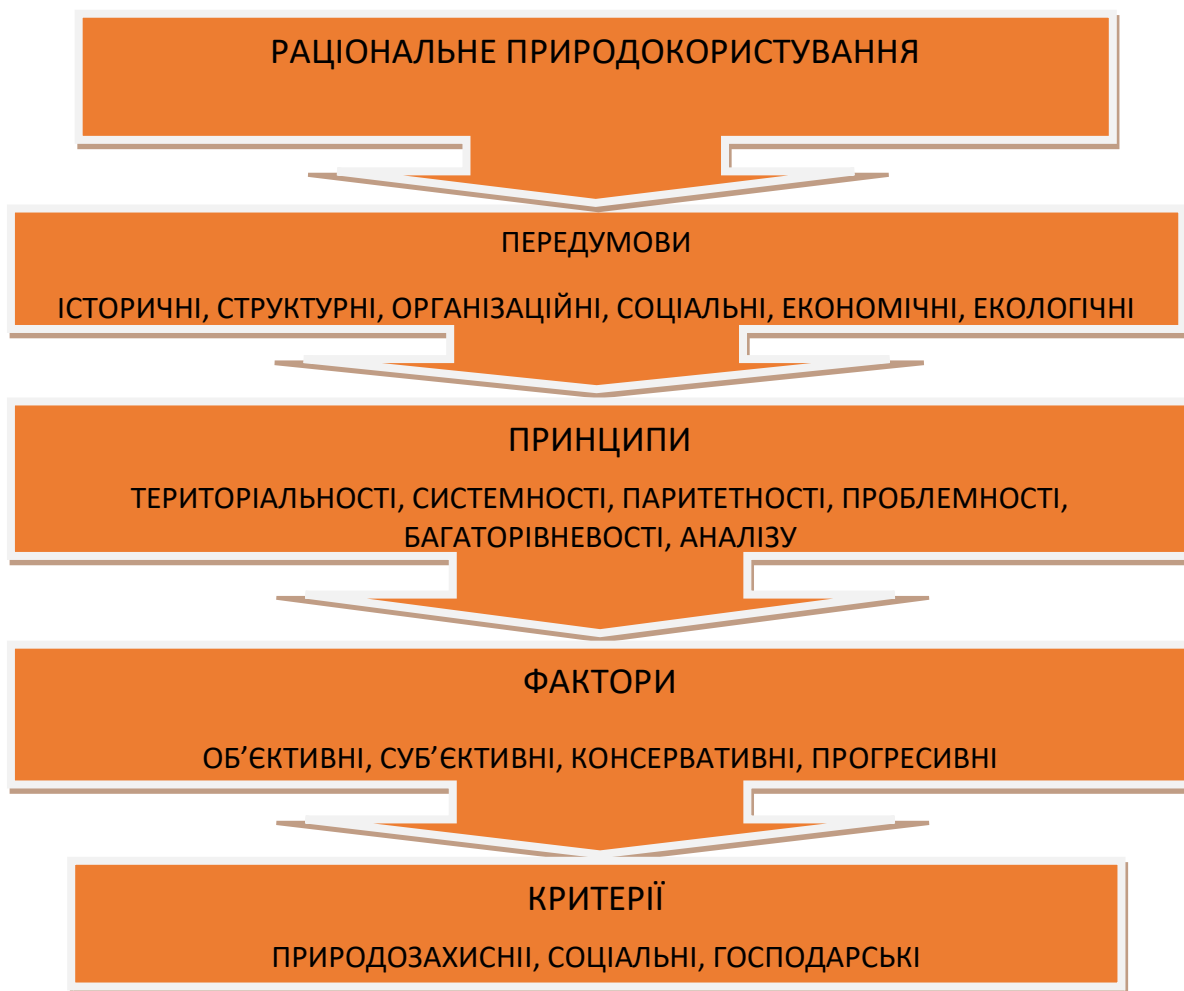 РАЦІОНАЛЬНЕ ПРИРОДОКОРИСТУВАННЯ
ПЕРЕДУМОВИ
ІСТОРИЧНІ, СТРУКТУРНІ, ОРГАНІЗАЦІЙНІ, СОЦІАЛЬНІ, ЕКОНОМІЧНІ, ЕКОЛОГІЧНІ
ПРИНЦИПИ
ТЕРИТОРІАЛЬНОСТІ, СИСТЕМНОСТІ, ПАРИТЕТНОСТІ, ПРОБЛЕМНОСТІ,
БАГАТОРІВНЕВОСТІ, АНАЛІЗУ
ФАКТОРИ
ОБ’ЄКТИВНІ, СУБ’ЄКТИВНІ, КОНСЕРВАТИВНІ, ПРОГРЕСИВНІ
КРИТЕРІЇ
ПРИРОДОЗАХИСНІІ, СОЦІАЛЬНІ, ГОСПОДАРСЬКІ